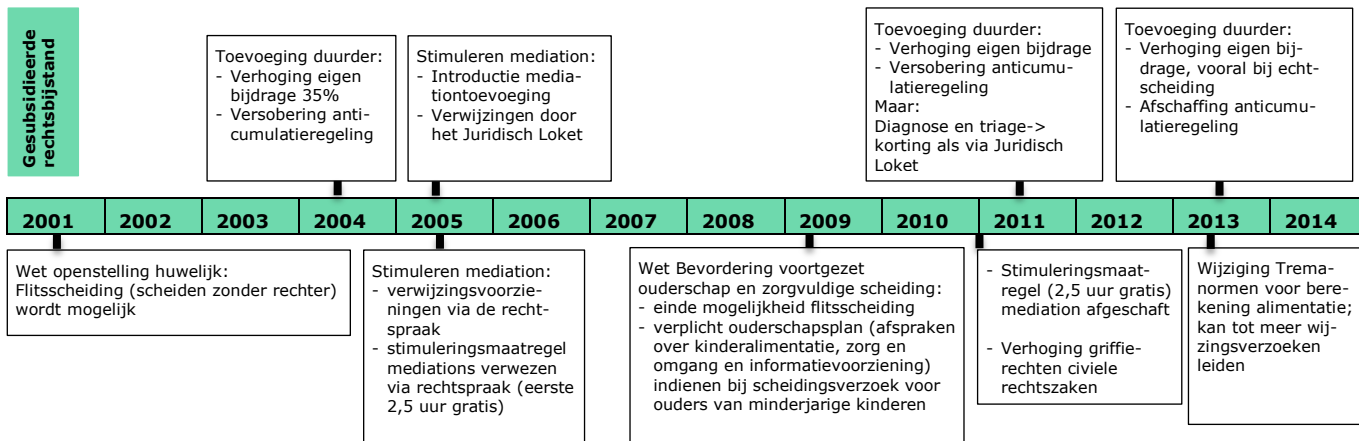 Gesubsidieerde
rechtsbijstand
Toevoeging duurder:
- Verhoging eigen
bijdrage 35%
- Versobering anti-
cumulatieregeling
Stimuleren mediation:
- Introductie media-
tiontoevoeging
- Verwijzingen door
het Juridisch Loket
Toevoeging duurder:
- Verhoging eigen bijdrage
- Versobering anticumu-
latieregeling
Maar:
Diagnose en triage->
korting als via Juridisch
Loket
Toevoeging duurder:
- Verhoging eigen bij-
drage, vooral bij echt-
scheiding
- Afschaffing anticumu-
latieregeling
2001 2002 2003 2004 2005 2006 2007 2008 2009 2010 2011 2012 2013 2014
Wet openstelling huwelijk:
Flitsscheiding (scheiden zonder rechter)
wordt mogelijk
Stimuleren mediation:
- verwijzingsvoorzie-
ningen via de recht-
spraak
- stimuleringsmaatregel
mediations verwezen
via rechtspraak (eerste
2,5 uur gratis)
Wet Bevordering voortgezet
ouderschap en zorgvuldige scheiding:
- einde mogelijkheid flitsscheiding
- verplicht ouderschapsplan (afspraken
over kinderalimentatie, zorg en
omgang en informatievoorziening)
indienen bij scheidingsverzoek voor
ouders van minderjarige kinderen
- Stimuleringsmaat-
regel (2,5 uur gratis)
mediation afgeschaft
- Verhoging griffie-
rechten civiele
rechtszaken
Wijziging Trema-
normen voor bere-
kening alimentatie;
kan tot meer wij-
zingsverzoeken
leiden